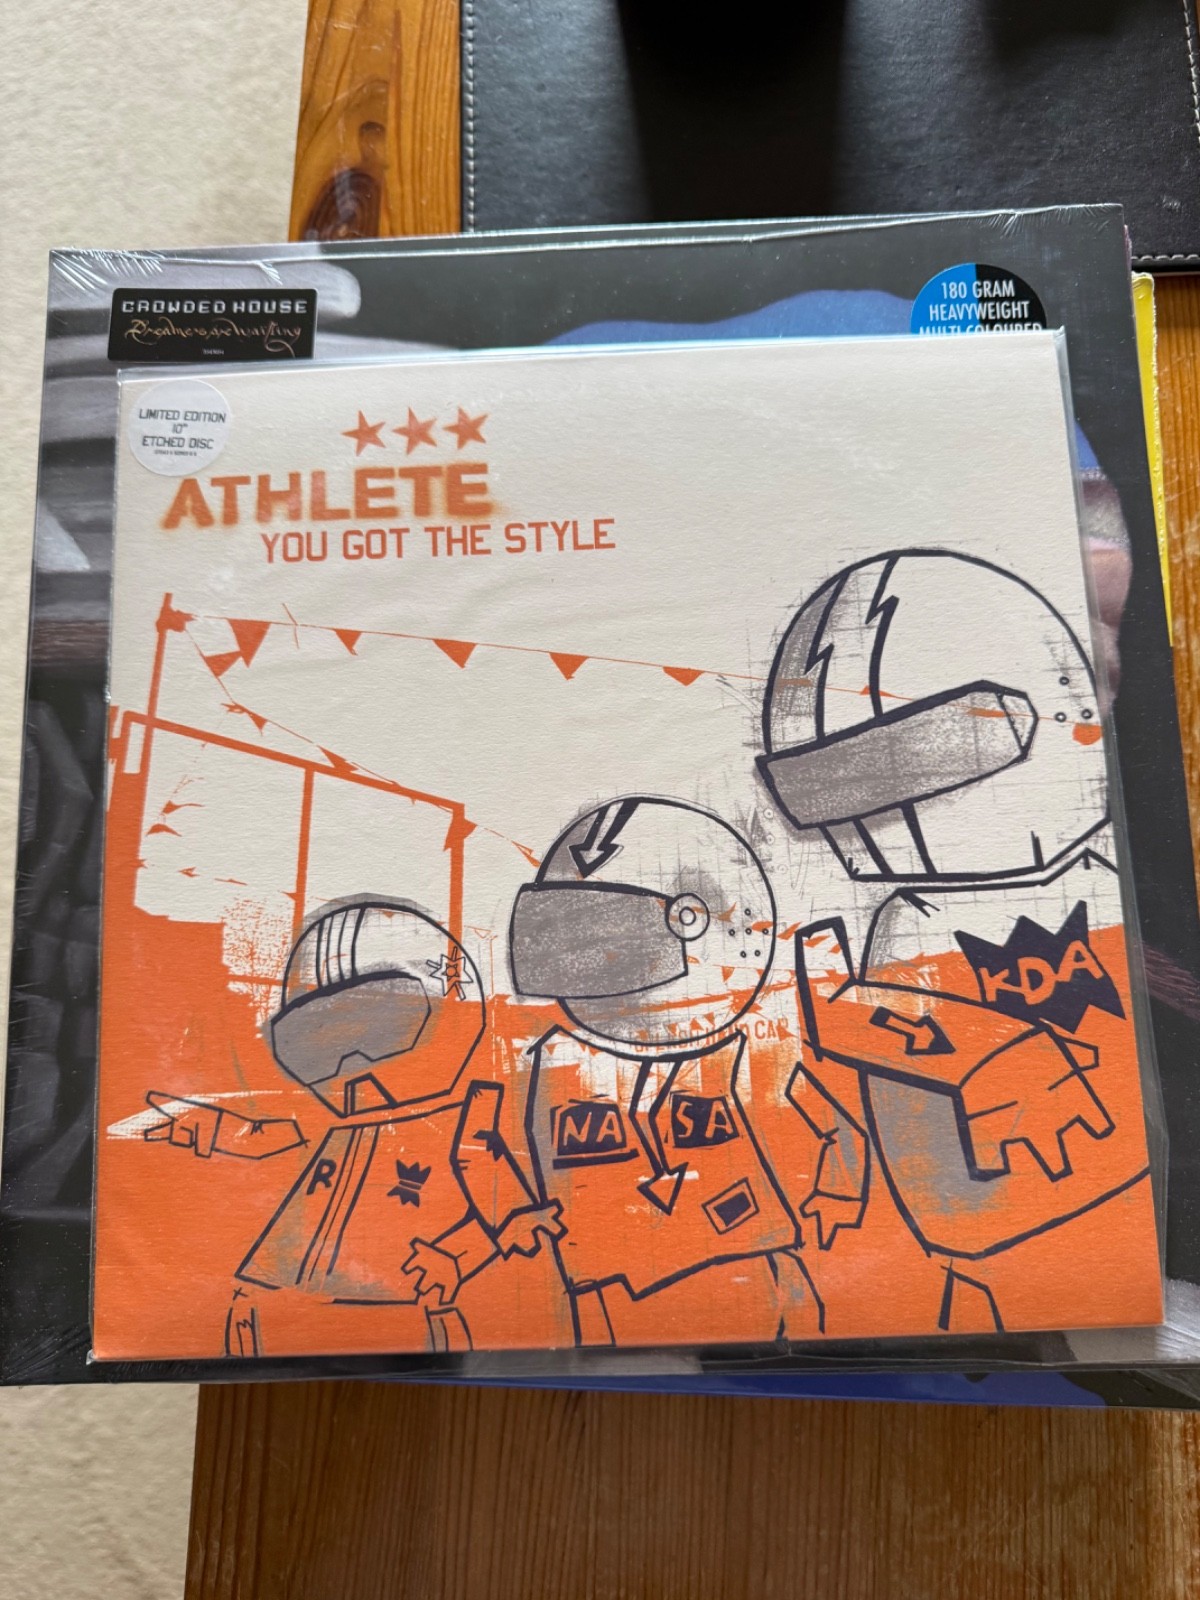 CROWDED HOUSE
Dreamers are waiting
180 GRAM
HEAVYWEIGHT
MULTI COLOURED
LIMITED EDITION
10"
ETCHED DISC
ATHLETE
YOU GOT THE STYLE
KDA
CAR
NA SA
R